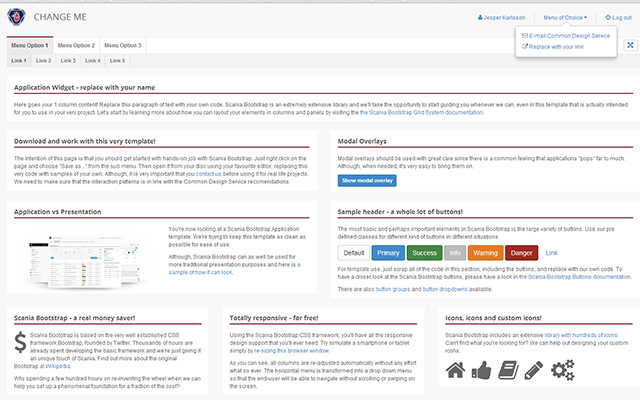 CHANGE ME
Jesper Karlsson
Menu of Choice
Log out
E-mail Common Design Service
Replace with your link
Menu Option 1
Menu Option 2
Menu Option 3
Link 1
Link 2
Link 3
Link 4
Link 5
Application Widget - replace with your name
Here goes your 1 column content! Replace this paragraph of text with your own code. Scania Bootstrap is an extremely extensive library and we'll take the opportunity to start guiding you whenever we can, even in this template that is actually intended
for you to use in your very project. Let's start by learning more about how you can layout your elements in columns and panels by visiting the Scania Bootstrap Grid System documentation.
Download and work with this very template!
The intention of this page is that you should get started with hands-on job with Scania Bootstrap. Just right click on the
page and choose "Save as..." from the sub menu. Then open it from your disc using your favourite editor, replacing this
very code with samples of your own. Although, it is very important that you contact us before using it for real life projects.
We need to make sure that the interaction patterns is in line with the Common Design Service recomendations.
Modal Overlays
Modal overlays should be used with great care since there is a common feeling that applications "pops" far to much.
Although, when needed, it's very easy to bring them on.
Show modal overlay
Application vs Presentation
You're now looking at a Scania Bootstrap Application
template. We're trying to keep this template as clean as
possible for ease of use.
Although, Scania Bootstrap can as well be used for
more traditional presentation purposes and here is a
sample of how it can look.
Sample header - a whole lot of buttons!
The most basic and perhaps important elements in Scania Bootstrap is the large variety of buttons. Use our pre
defined classes for different kind of buttons in different situations.
Default
Primary
Success
Info
Warning
Danger
Link
For template use, just scrap all of the code in this section, including the buttons, and replace with our own code. To
have a closer look at the Scania Bootstrap buttons, please have a look in the Scania Bootstrap Buttons documentation.
There are also button groups and button dropdowns available.
Scania Bootstrap - a real money saver!
Scania Bootstrap is based on the very well established CSS
framework Bootstrap, founded by Twitter. Thousands of hours are
already spent developing the basic framework and we're just giving it
an unique touch of Scania. Find out more about the original
Bootstrap at Wikipedia.
Why spending a few hundred hours on re-inventing the wheel when we can
help you set up a phenomenal foundation for a fraction of the cost?
Totally responsive - for free!
Using the Scania Bootstrap CSS framework, you'll have all the responsive
design support that you'll ever need. Try simulate a smartphone or tablet
simply by re-sizing this browser window.
As you can see, all columns are re-adjusted automatically without any effort
what so ever. The horizontal menu is transformed into a drop down menu
so that the end-user will be able to navigate without scrolling or swiping on
the screen.
Icons, icons and custom icons!
Scania Bootstrap includes an extensive library with hundreds of icons.
Can't find what you're looking for? We can help out designing your custom
icons.